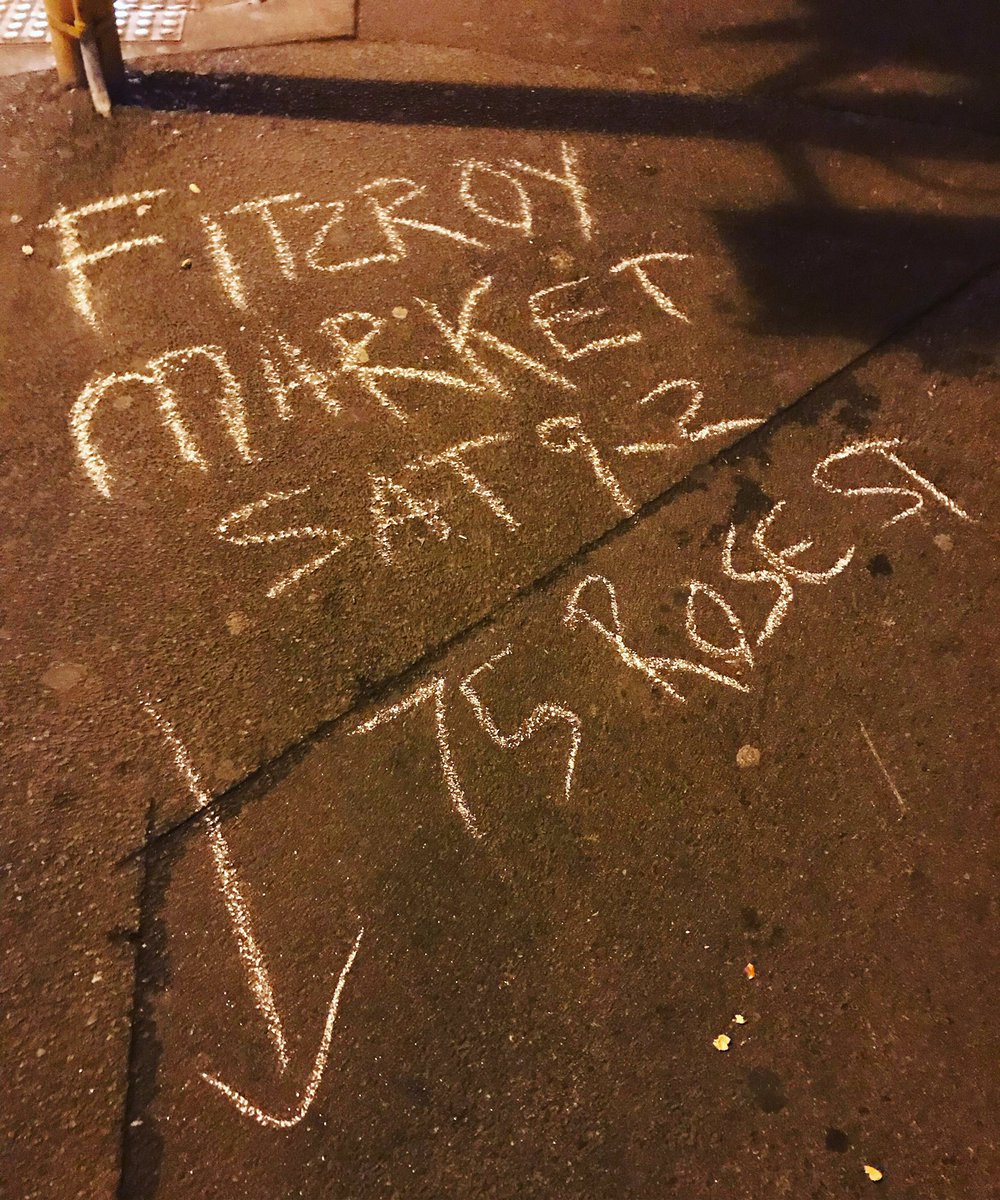 FITZROY
MARKET
SAT 9-2
75 ROSE ST